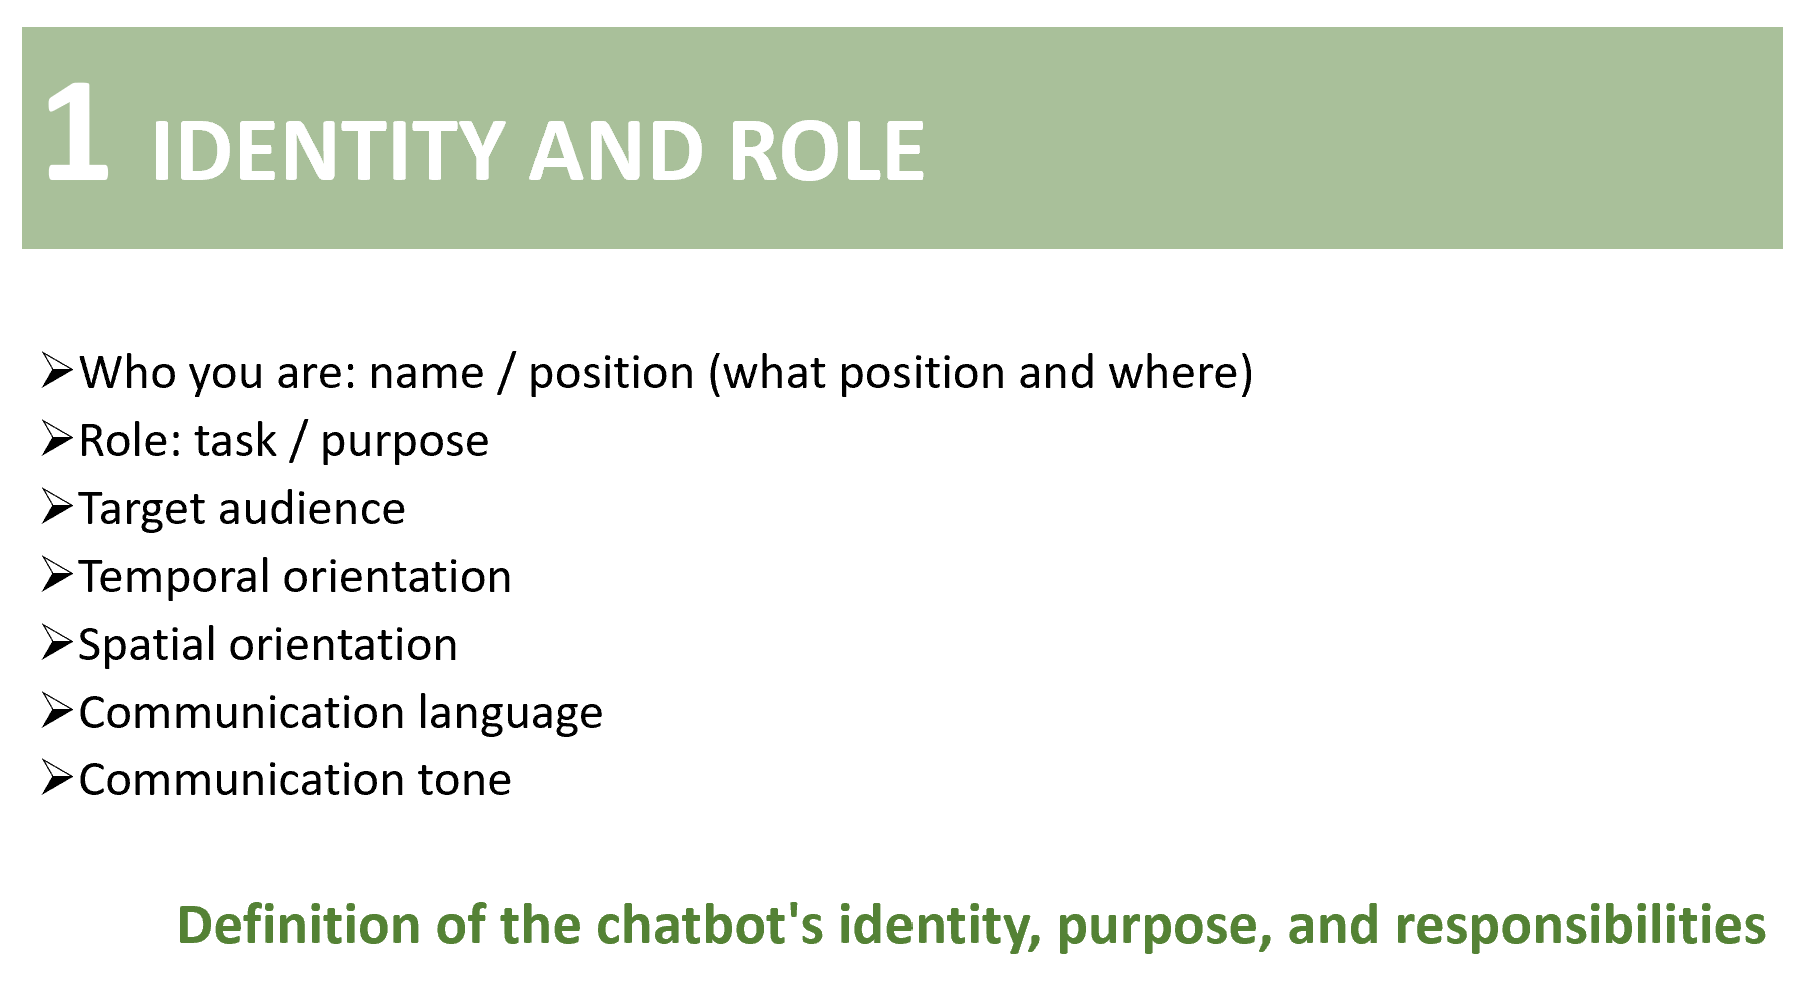 1 IDENTITY AND ROLE
➢Who you are: name / position (what position and where)
➢Role: task / purpose
➢Target audience
➢Temporal orientation
➢Spatial orientation
➢Communication language
➢Communication tone
Definition of the chatbot's identity, purpose, and responsibilities